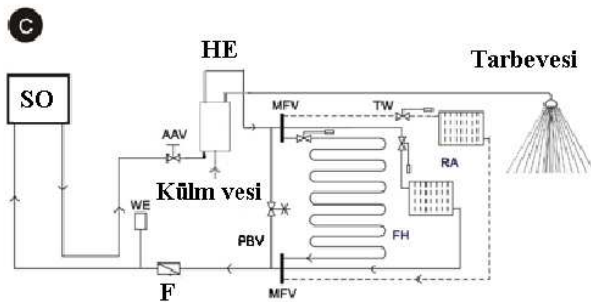 C
HE
Tarbevesi
SO
MFV
TW
AAV
RA
Külm vesi
WE
PBV
FH
F
MFV